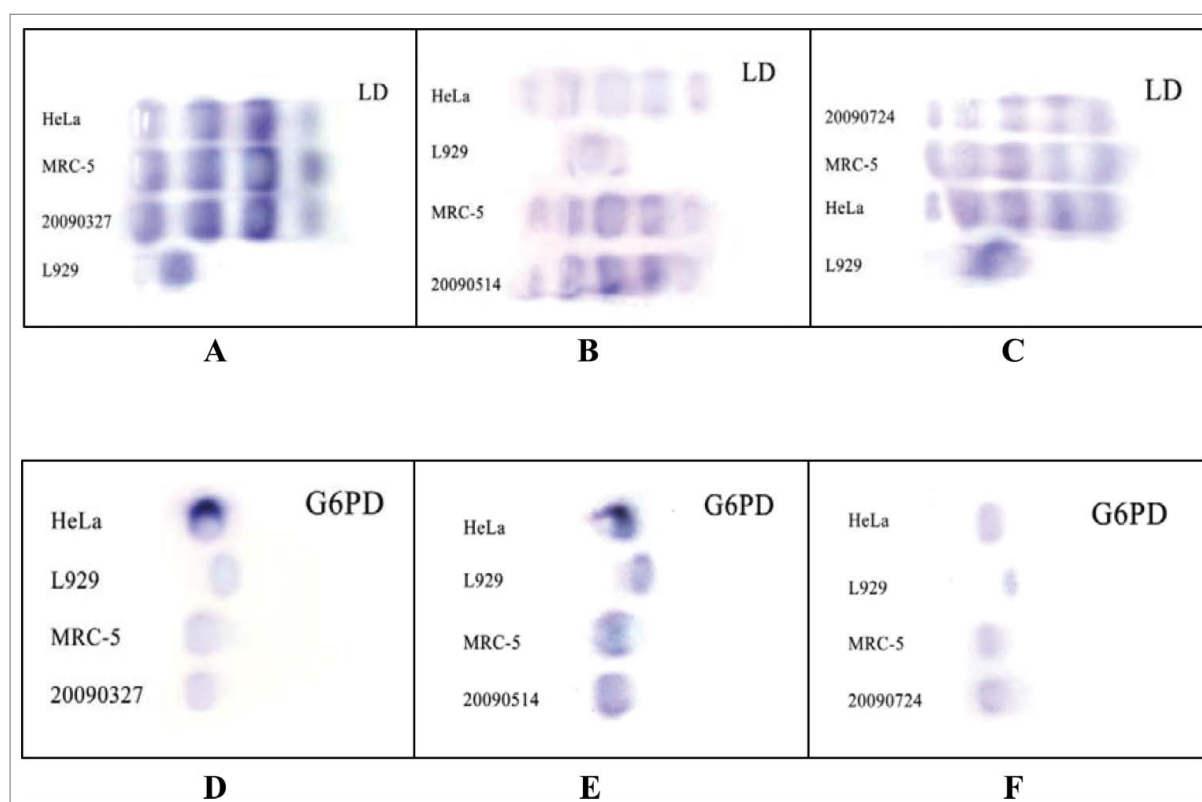 LD
HeLa
MRC-5
20090327
L929
A
LD
HeLa
L929
MRC-5
20090514
B
LD
20090724
MRC-5
HeLa
L929
C
G6PD
HeLa
L929
MRC-5
20090327
D
G6PD
HeLa
L929
MRC-5
20090514
E
G6PD
HeLa
L929
MRC-5
20090724
F